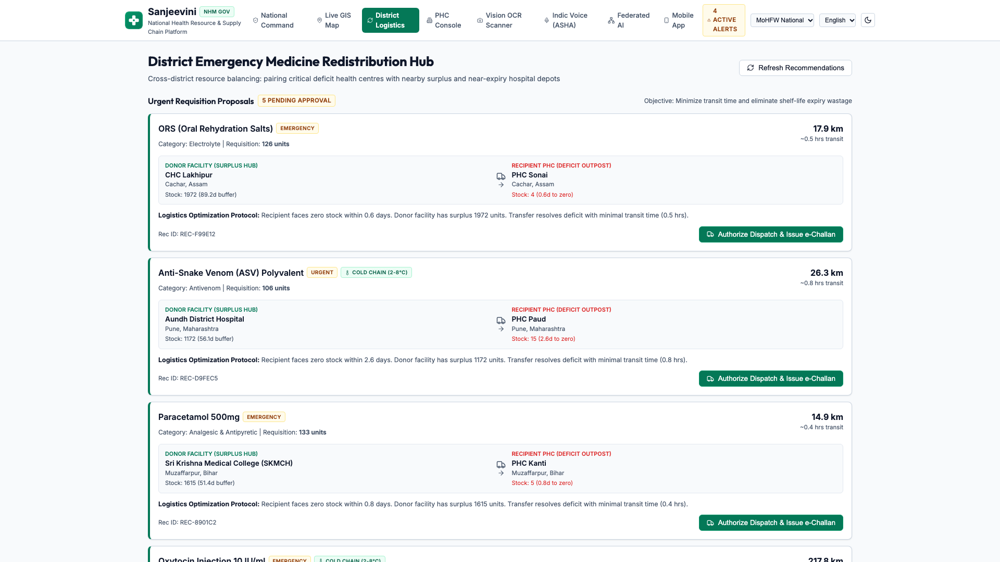 Sanjeevini NHM GOV
National Health Resource & Supply
Chain Platform
National
Command
Live GIS
Map
District
Logistics
PHC
Console
Vision OCR
Scanner
Indic Voice
(ASHA)
Federated
AI
Mobile
App
4
ACTIVE
ALERTS
MoHFW National
English
District Emergency Medicine Redistribution Hub
Cross-district resource balancing: pairing critical deficit health centres with nearby surplus and near-expiry hospital depots
Refresh Recommendations
Urgent Requisition Proposals 5 PENDING APPROVAL
Objective: Minimize transit time and eliminate shelf-life expiry wastage
ORS (Oral Rehydration Salts) EMERGENCY
17.9 km
Category: Electrolyte | Requisition: 126 units
~0.5 hrs transit
DONOR FACILITY (SURPLUS HUB)
CHC Lakhipur
Cachar, Assam
Stock: 1972 (89.2d buffer)
RECIPIENT PHC (DEFICIT OUTPOST)
PHC Sonai
Cachar, Assam
Stock: 4 (0.6d to zero)
Logistics Optimization Protocol: Recipient faces zero stock within 0.6 days. Donor facility has surplus 1972 units. Transfer resolves deficit with minimal transit time (0.5 hrs).
Rec ID: REC-F99E12
Authorize Dispatch & Issue e-Challan
Anti-Snake Venom (ASV) Polyvalent URGENT COLD CHAIN (2-8°C)
26.3 km
Category: Antivenom | Requisition: 106 units
~0.8 hrs transit
DONOR FACILITY (SURPLUS HUB)
Aundh District Hospital
Pune, Maharashtra
Stock: 1172 (56.1d buffer)
RECIPIENT PHC (DEFICIT OUTPOST)
PHC Paud
Pune, Maharashtra
Stock: 15 (2.6d to zero)
Logistics Optimization Protocol: Recipient faces zero stock within 2.6 days. Donor facility has surplus 1172 units. Transfer resolves deficit with minimal transit time (0.8 hrs).
Rec ID: REC-D9FEC5
Authorize Dispatch & Issue e-Challan
Paracetamol 500mg EMERGENCY
14.9 km
Category: Analgesic & Antipyretic | Requisition: 133 units
~0.4 hrs transit
DONOR FACILITY (SURPLUS HUB)
Sri Krishna Medical College (SKMCH)
Muzaffarpur, Bihar
Stock: 1615 (51.4d buffer)
RECIPIENT PHC (DEFICIT OUTPOST)
PHC Kanti
Muzaffarpur, Bihar
Stock: 5 (0.8d to zero)
Logistics Optimization Protocol: Recipient faces zero stock within 0.8 days. Donor facility has surplus 1615 units. Transfer resolves deficit with minimal transit time (0.4 hrs).
Rec ID: REC-8901C2
Authorize Dispatch & Issue e-Challan
Oxytocin Injection 10 IU/ml EMERGENCY COLD CHAIN (2-8°C)
217.8 km